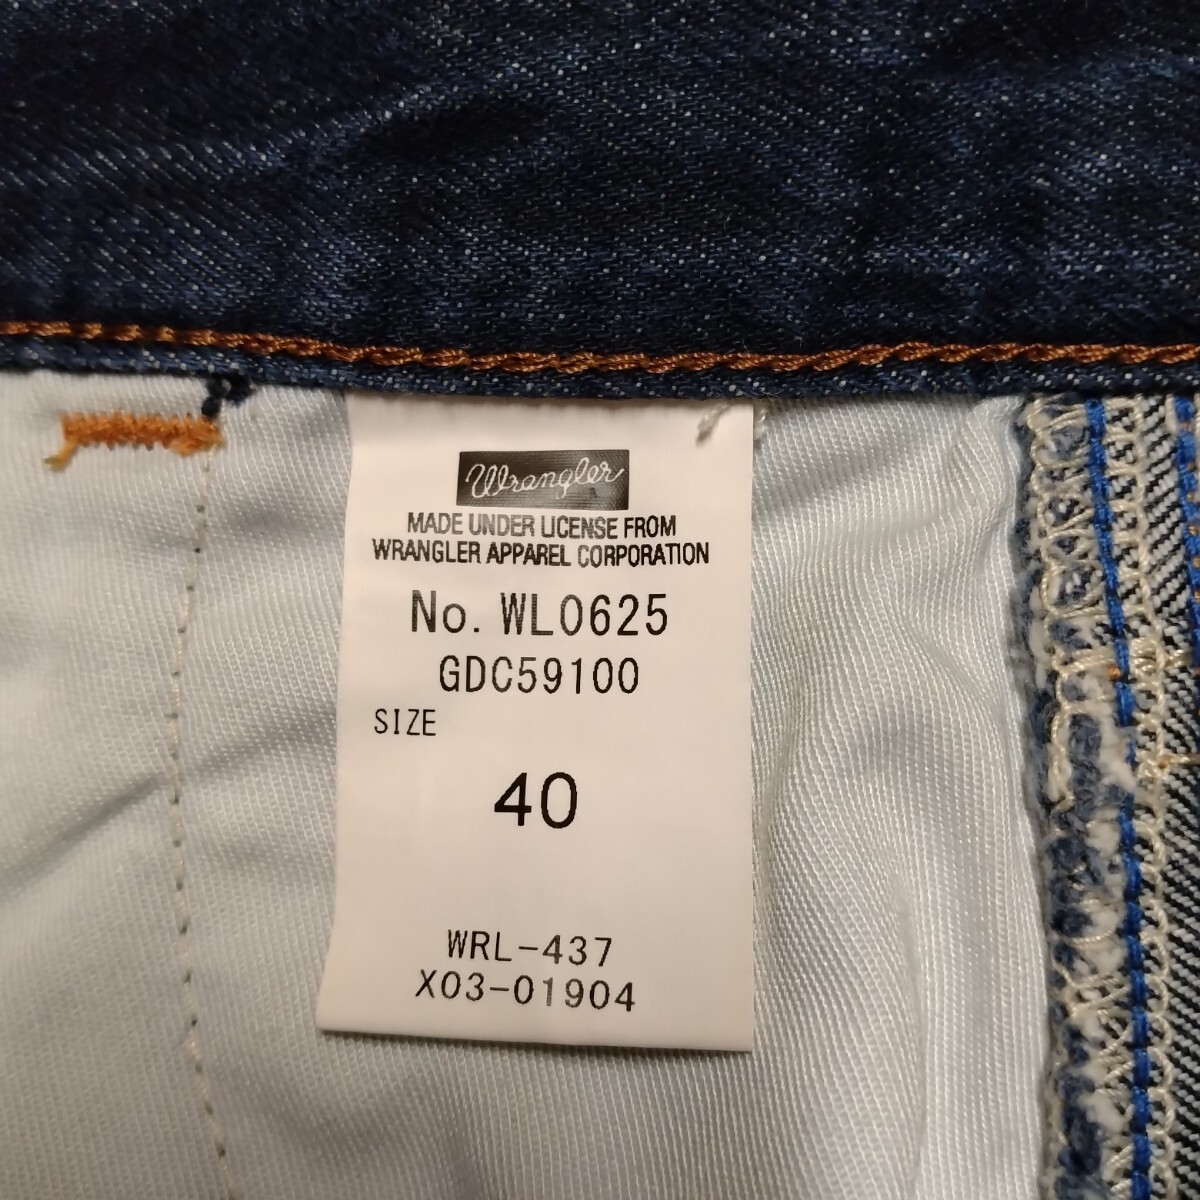 Wrangler
MADE UNDER LICENSE FROM
WRANGLER APPAREL CORPORATION
No. WL0625
GDC59100
SIZE
40
WRL-437
X03-01904